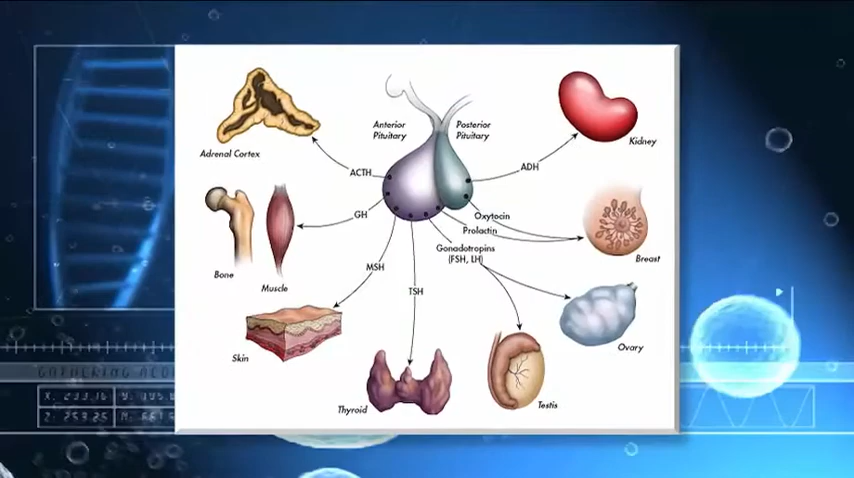 Anterior
Pituitary
Posterior
Pituitary
Adrenal Cortex
Kidney
ACTH
ADH
GH
Oxytocin
Prolactin
Gonadotropins
(FSH, LH)
Bone
Muscle
Breast
MSH
TSH
Skin
Ovary
Thyroid
Testis